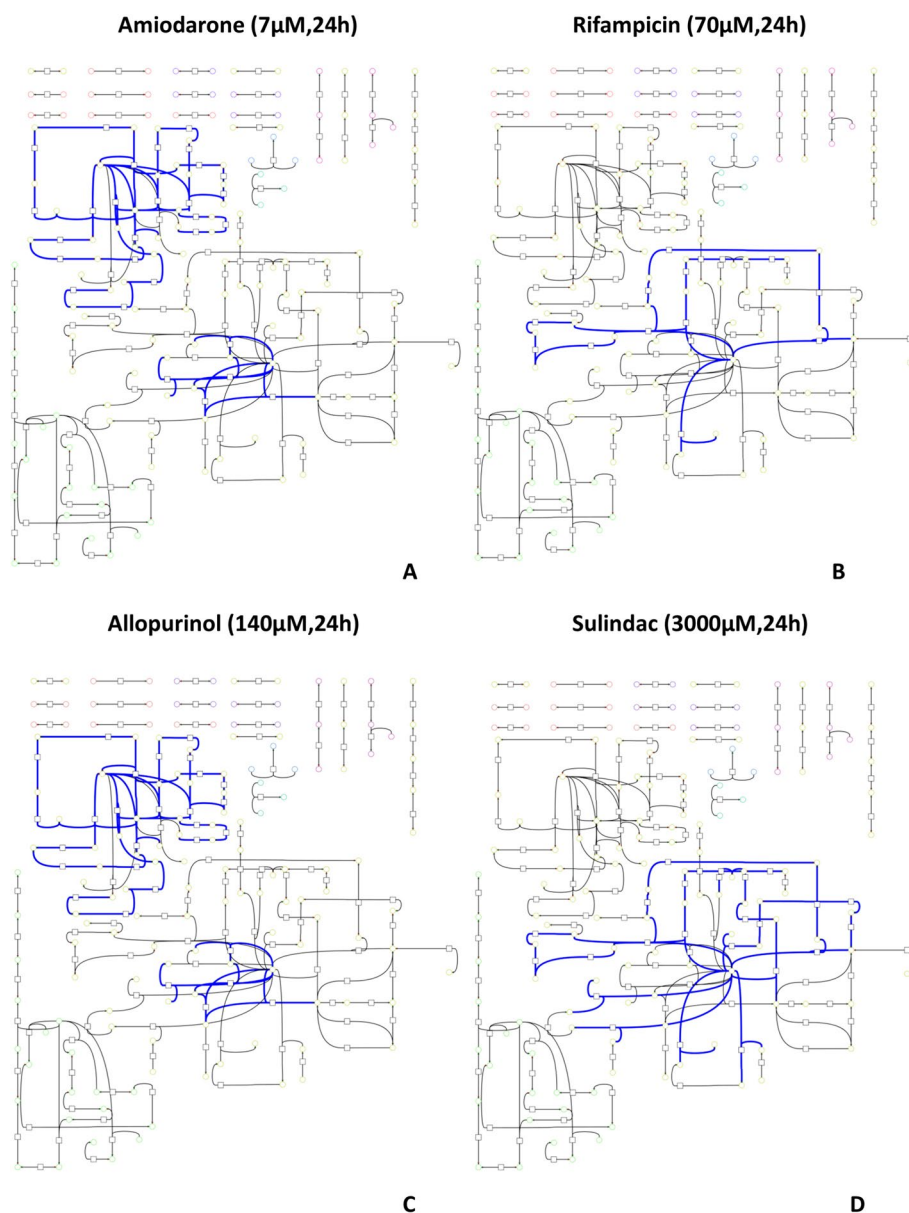 Amiodarone (7µM,24h)
Rifampicin (70µM,24h)
A
B
Allopurinol (140µM,24h)
Sulindac (3000µM,24h)
C
D